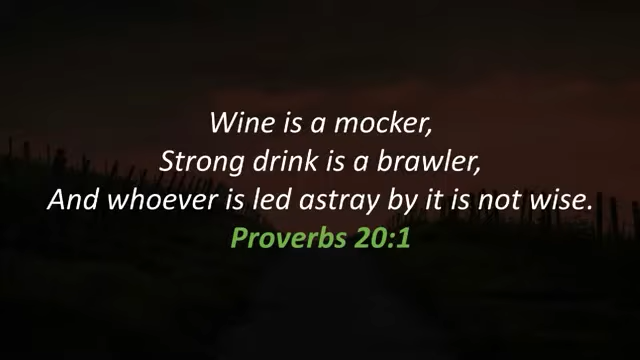 Wine is a mocker,
Strong drink is a brawler,
And whoever is led astray by it is not wise.
Proverbs 20:1